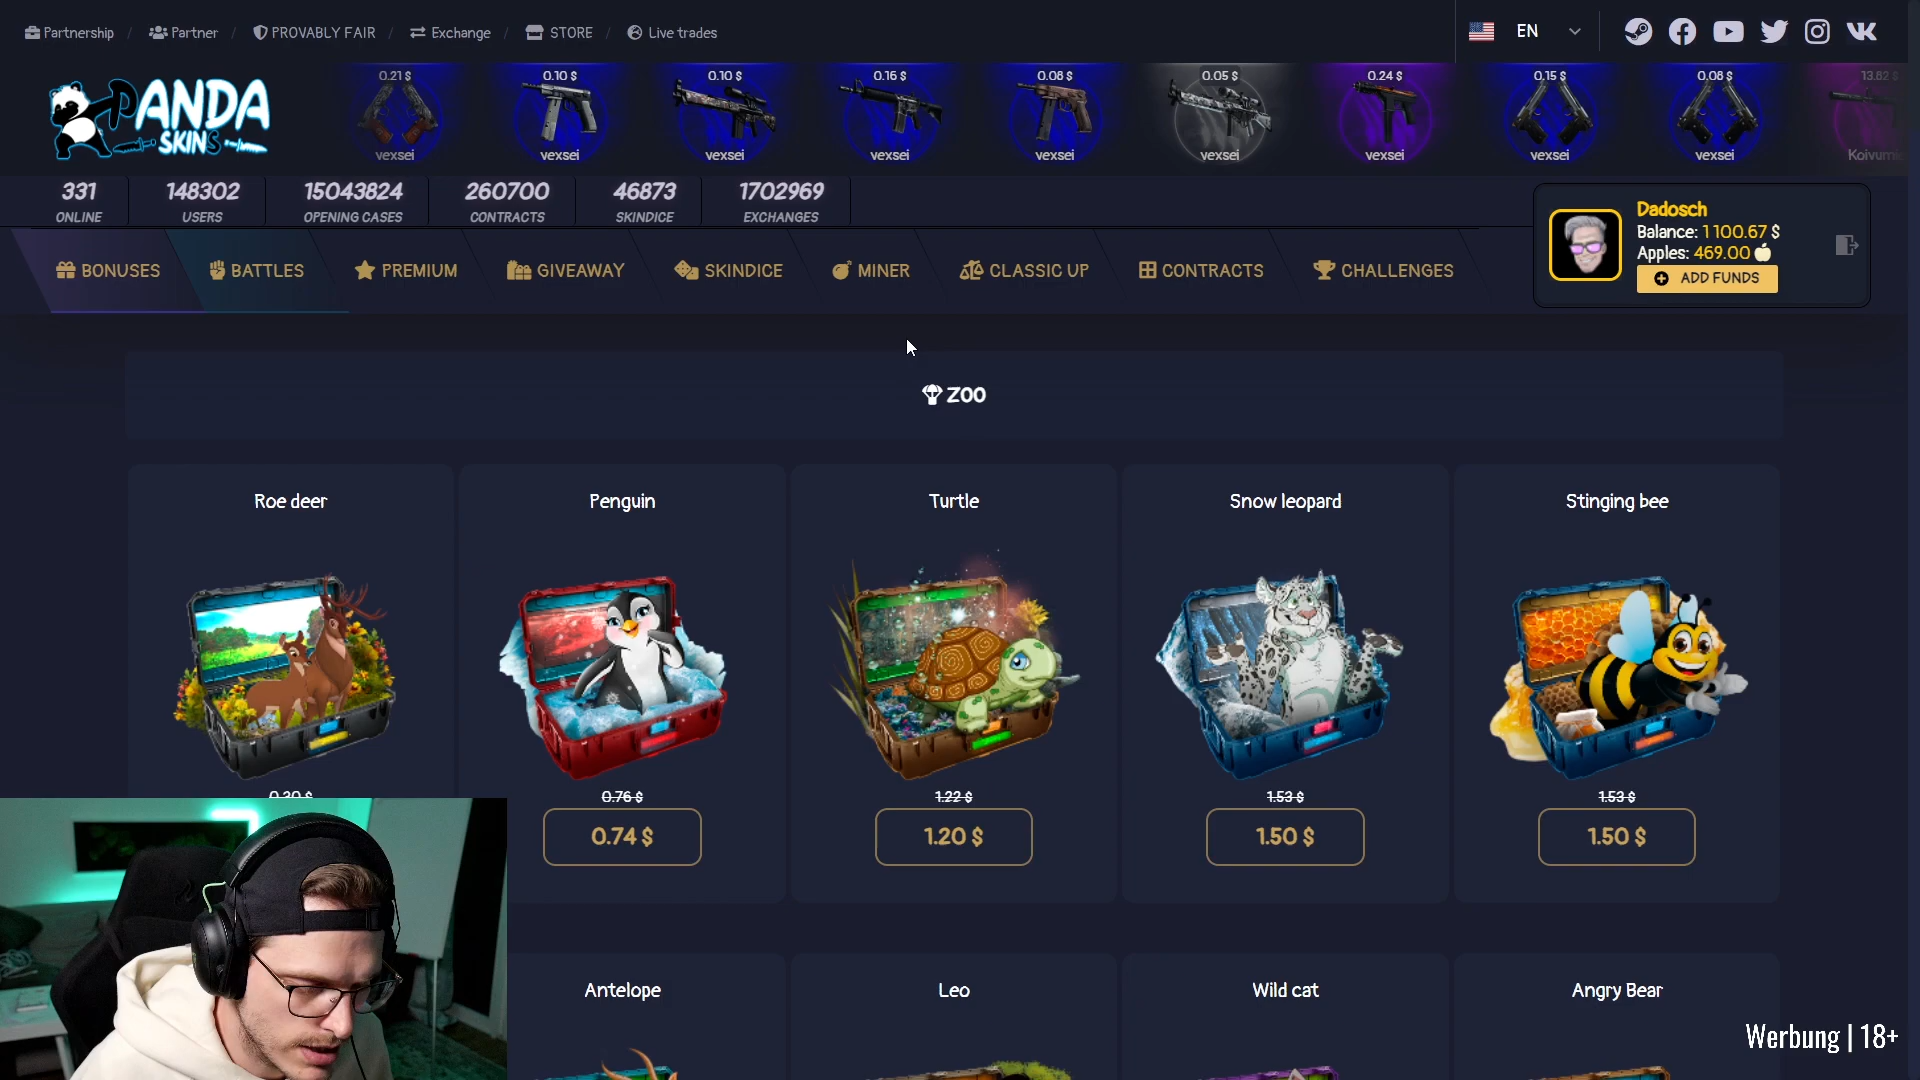 Partnership / Partner / PROVABLY FAIR / Exchange / STORE / Live trades
EN
PANDA
SKINS
0.21 $ 0.10 $ 0.10 $ 0.16 $ 0.08 $ 0.05 $ 0.24 $ 0.15 $ 0.08 $ 13.82 $
vexsei vexsei vexsei vexsei vexsei vexsei vexsei vexsei vexsei Koivumi
331 148302 15043824 260700 46873 1702969
ONLINE USERS OPENING CASES CONTRACTS SKINDICE EXCHANGES
Dadosch
Balance: 1 100.67 $
Apples: 469.00
ADD FUNDS
BONUSES BATTLES PREMIUM GIVEAWAY SKINDICE MINER CLASSIC UP CONTRACTS CHALLENGES
ZOO
Roe deer Penguin Turtle Snow leopard Stinging bee
0.76 $ 1.22 $ 1.53 $ 1.53 $
0.74 $ 1.20 $ 1.50 $ 1.50 $
Antelope Leo Wild cat Angry Bear
Werbung | 18+